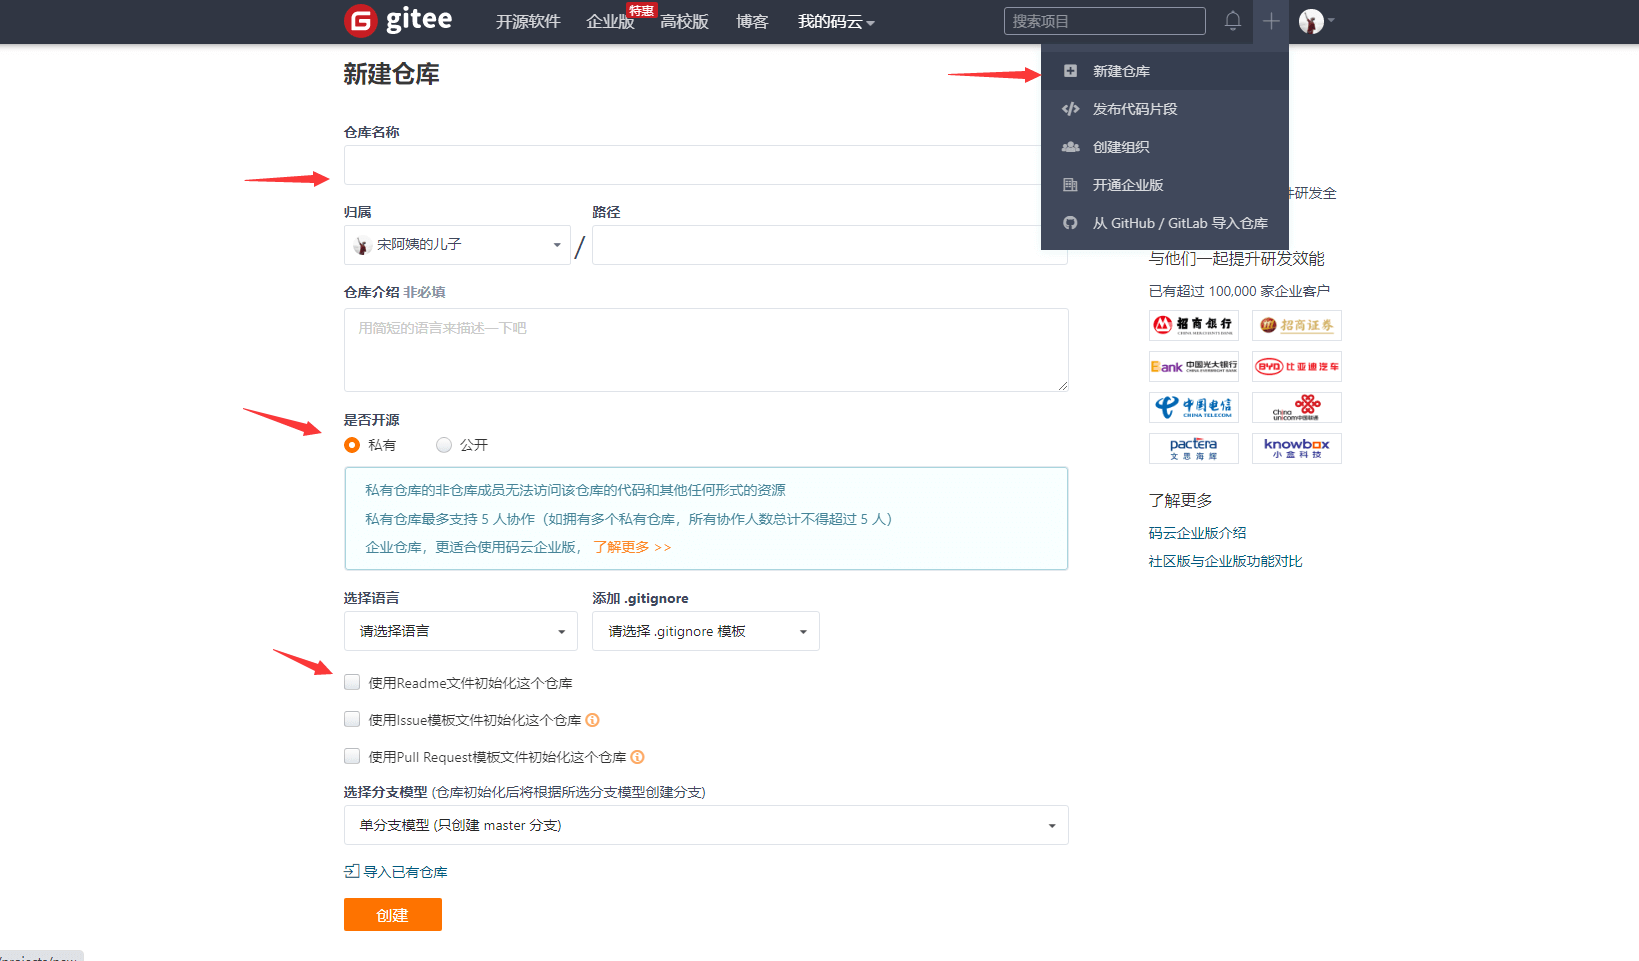 gitee 开源软件 企业版 特惠 高校版 博客 我的码云 搜索项目
新建仓库
新建仓库
发布代码片段
创建组织
开通企业版
从 GitHub / GitLab 导入仓库
仓库名称
归属 路径
宋阿姨的儿子 /
仓库介绍 非必填
用简短的语言来描述一下吧
是否开源
私有 公开
私有仓库的非仓库成员无法访问该仓库的代码和其他任何形式的资源
私有仓库最多支持 5 人协作（如拥有多个私有仓库，所有协作人数总计不得超过 5 人）
企业仓库，更适合使用码云企业版， 了解更多 >>
选择语言 添加 .gitignore
请选择语言 请选择 .gitignore 模板
使用Readme文件初始化这个仓库
使用Issue模板文件初始化这个仓库
使用Pull Request模板文件初始化这个仓库
选择分支模型 (仓库初始化后将根据所选分支模型创建分支)
单分支模型 (只创建 master 分支)
导入已有仓库
创建
件研发全
与他们一起提升研发效能
已有超过 100,000 家企业客户
招商银行 CHINA MERCHANTS BANK 招商证券
Bank 中国光大银行 CHINA EVERBRIGHT BANK BYD 比亚迪汽车
中国电信 CHINA TELECOM China unicom中国联通
pactera 文思海辉 knowbox 小盒科技
了解更多
码云企业版介绍
社区版与企业版功能对比
/projects/new